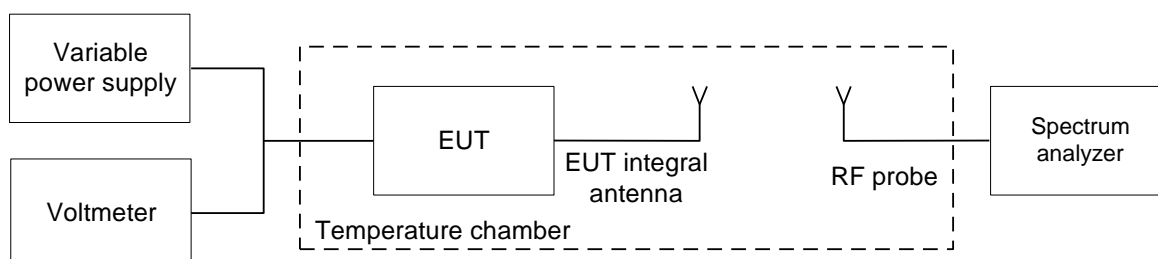 Variable
power supply
Voltmeter
EUT
EUT integral
antenna
RF probe
Temperature chamber
Spectrum
analyzer